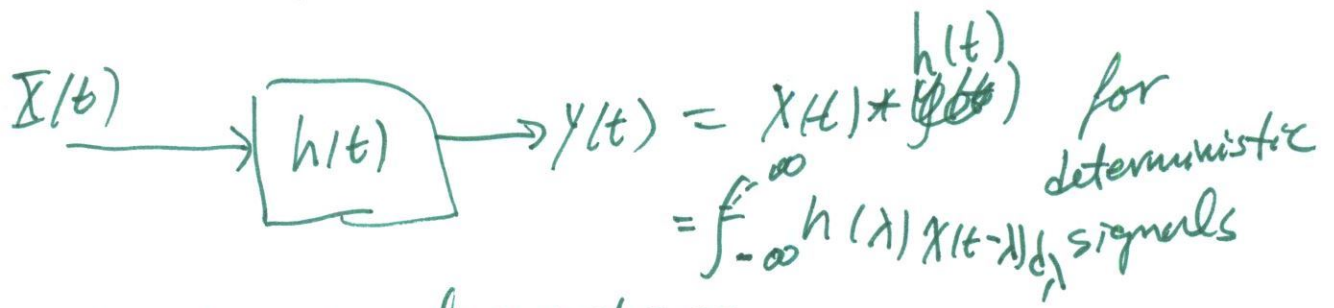 X(t) h(t) y(t) = x(t) * h(t) for
deterministic
= ∫_{-∞}^{∞} h(λ) x(t-λ) dλ signals